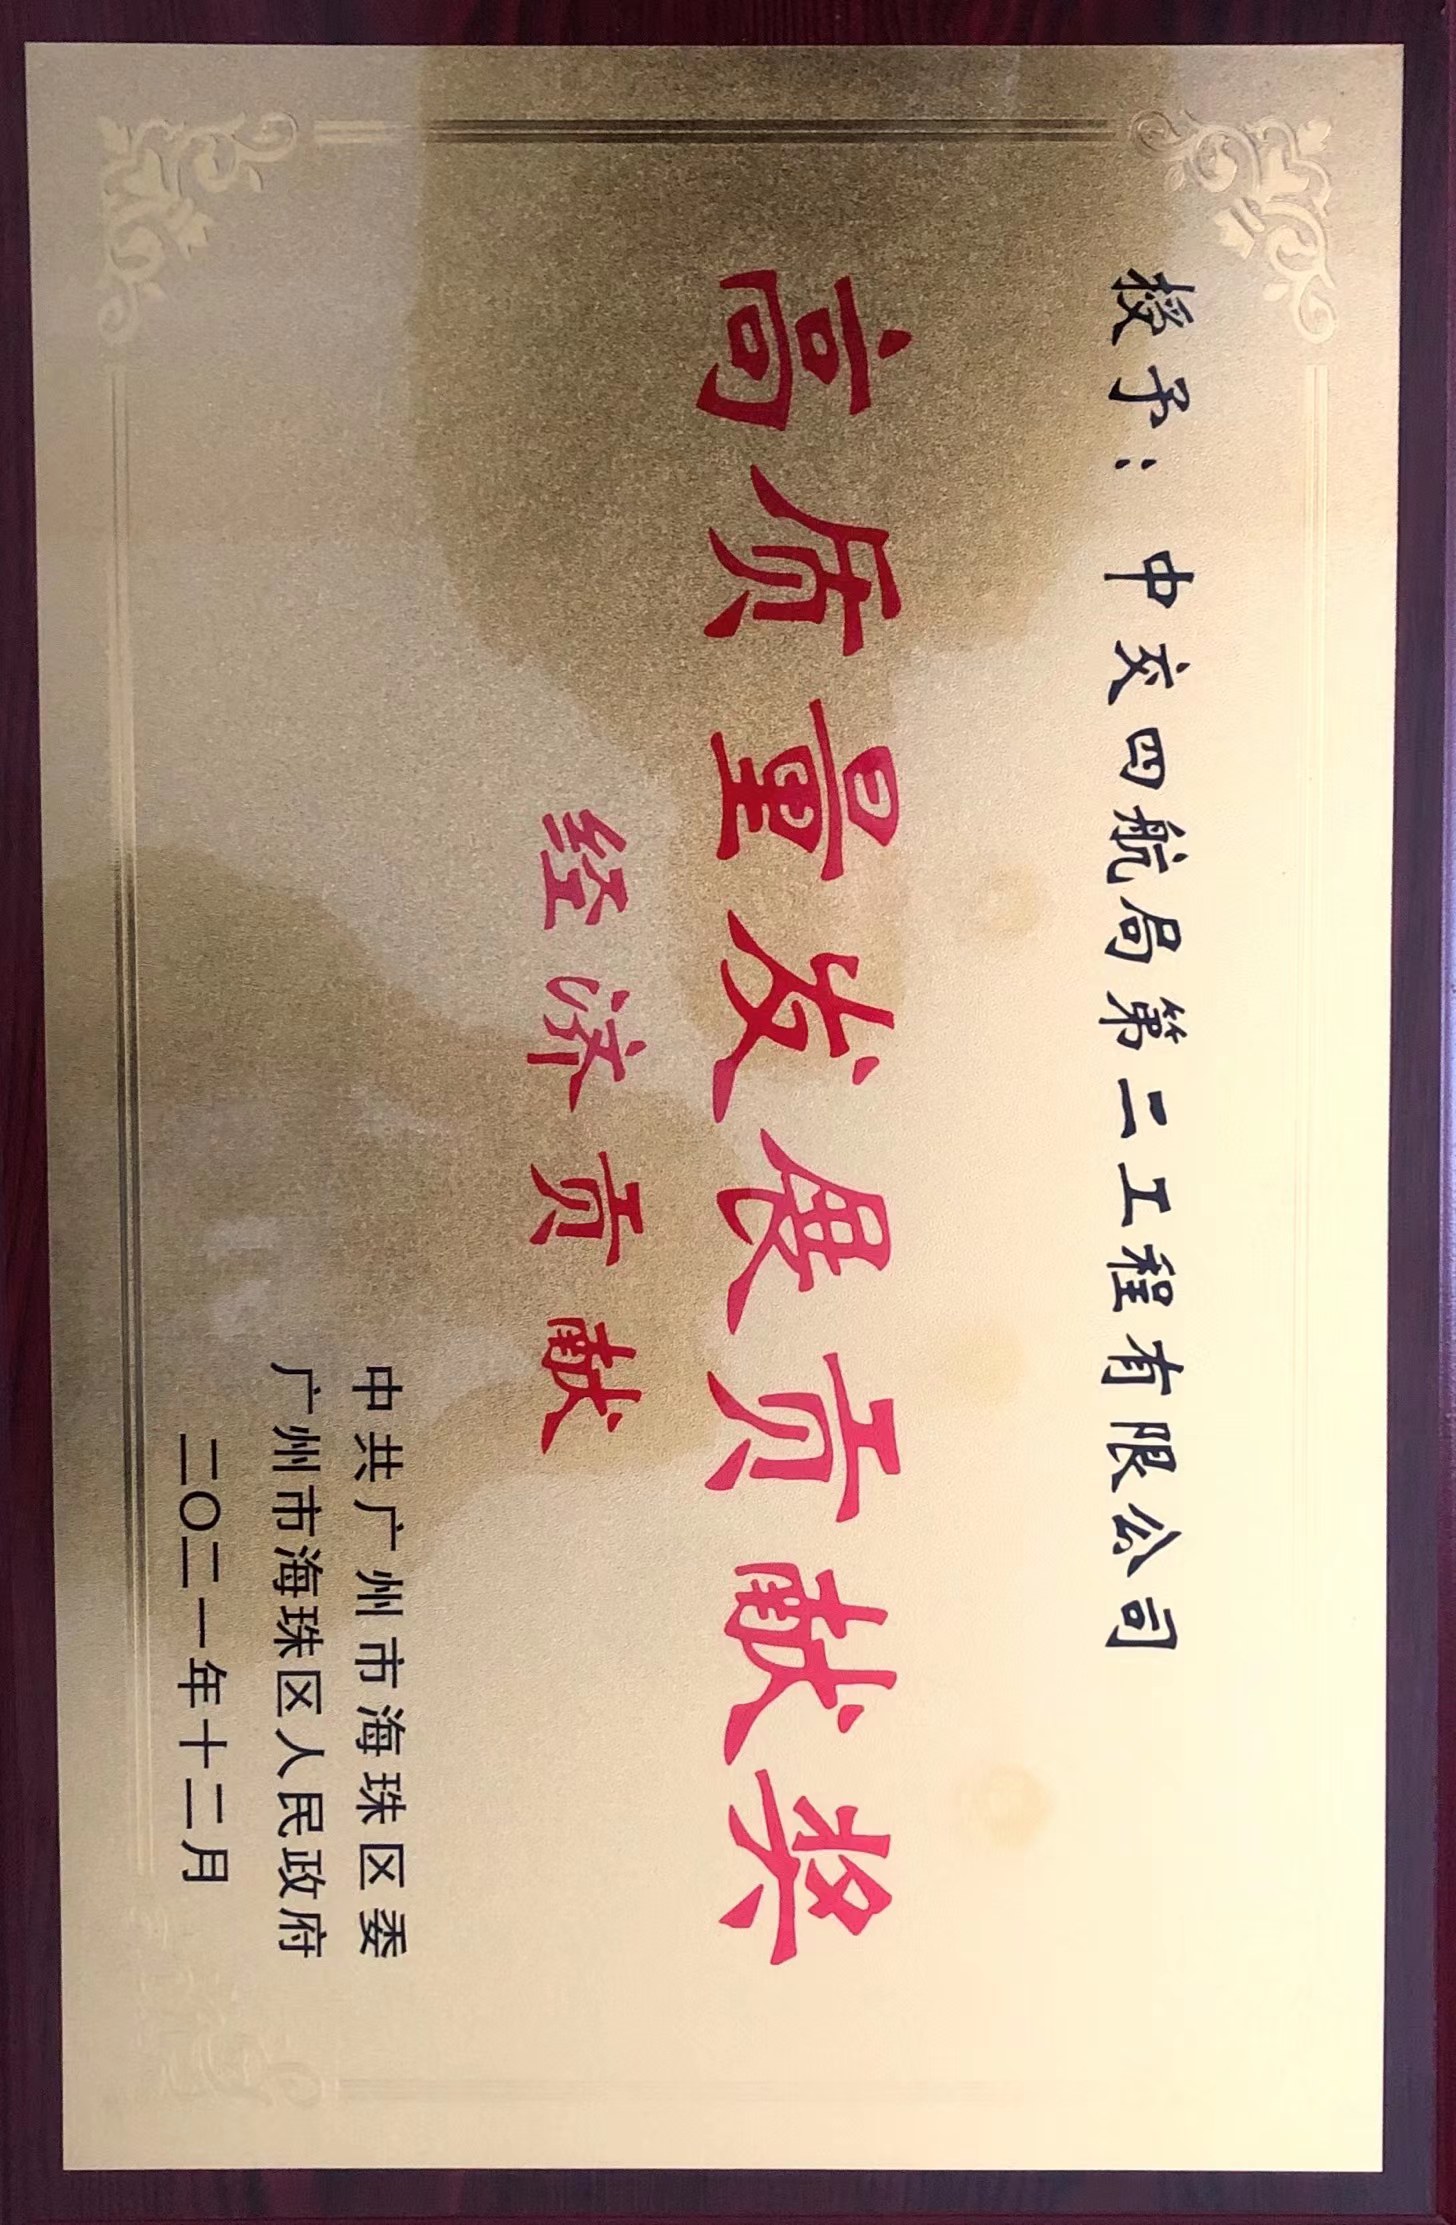 授予：中交四航局第二工程有限公司
高质量发展贡献奖
经济贡献
中共广州市海珠区委
广州市海珠区人民政府
二〇二一年十二月